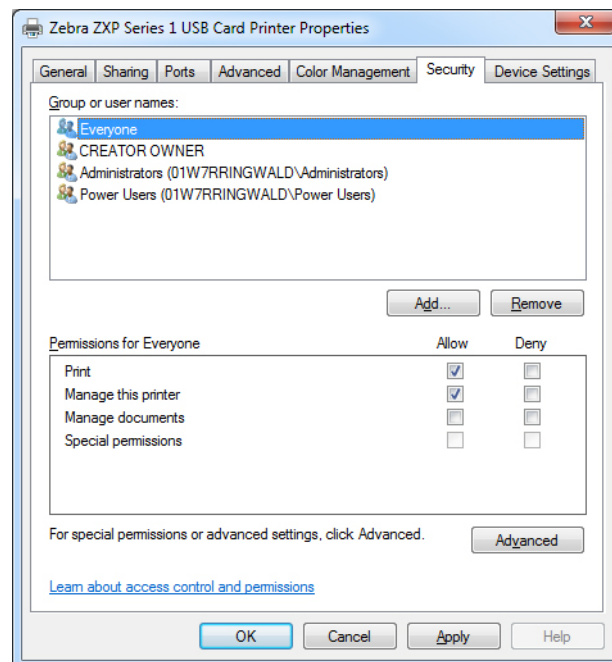 Zebra ZXP Series 1 USB Card Printer Properties
General Sharing Ports Advanced Color Management Security Device Settings
Group or user names:
Everyone
CREATOR OWNER
Administrators (01W7RRINGWALD\Administrators)
Power Users (01W7RRINGWALD\Power Users)
Add... Remove
Permissions for Everyone Allow Deny
Print
Manage this printer
Manage documents
Special permissions
For special permissions or advanced settings, click Advanced.
Advanced
Learn about access control and permissions
OK Cancel Apply Help